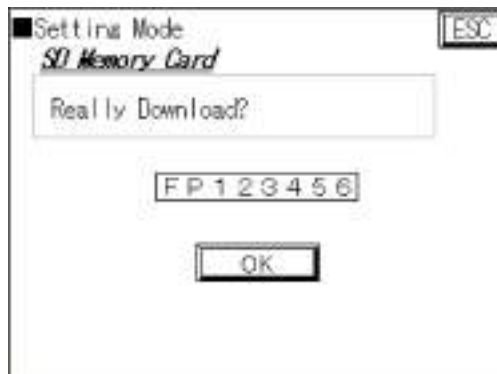 ■Setting Mode
ESC
SD Memory Card
Really Download?
FP123456
OK